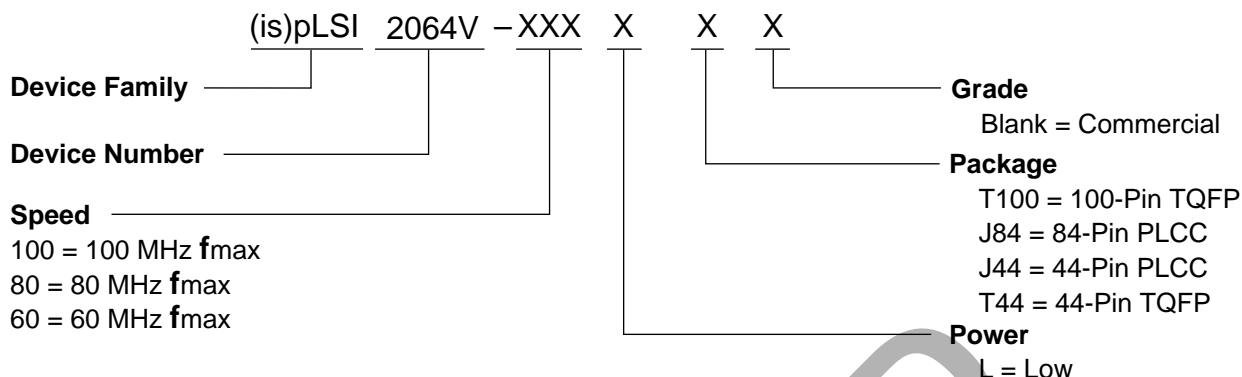 (is)pLSI 2064V – XXX X X X
Device Family
Device Number
Speed
100 = 100 MHz fmax
80 = 80 MHz fmax
60 = 60 MHz fmax
Grade
Blank = Commercial
Package
T100 = 100-Pin TQFP
J84 = 84-Pin PLCC
J44 = 44-Pin PLCC
T44 = 44-Pin TQFP
Power
L = Low